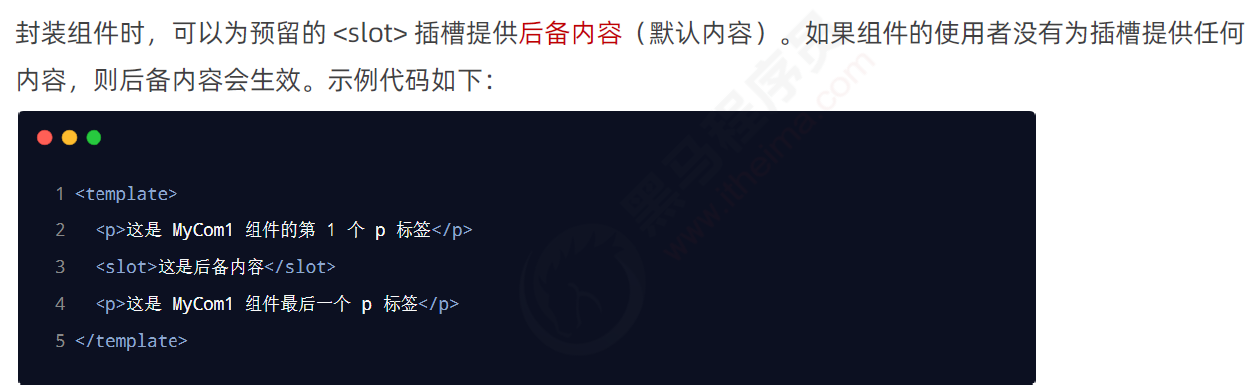 封装组件时，可以为预留的 <slot> 插槽提供后备内容（默认内容）。如果组件的使用者没有为插槽提供任何
内容，则后备内容会生效。示例代码如下：
1 <template>
2   <p>这是 MyCom1 组件的第 1 个 p 标签</p>
3   <slot>这是后备内容</slot>
4   <p>这是 MyCom1 组件最后一个 p 标签</p>
5 </template>
黑马程序员
www.itheima.com